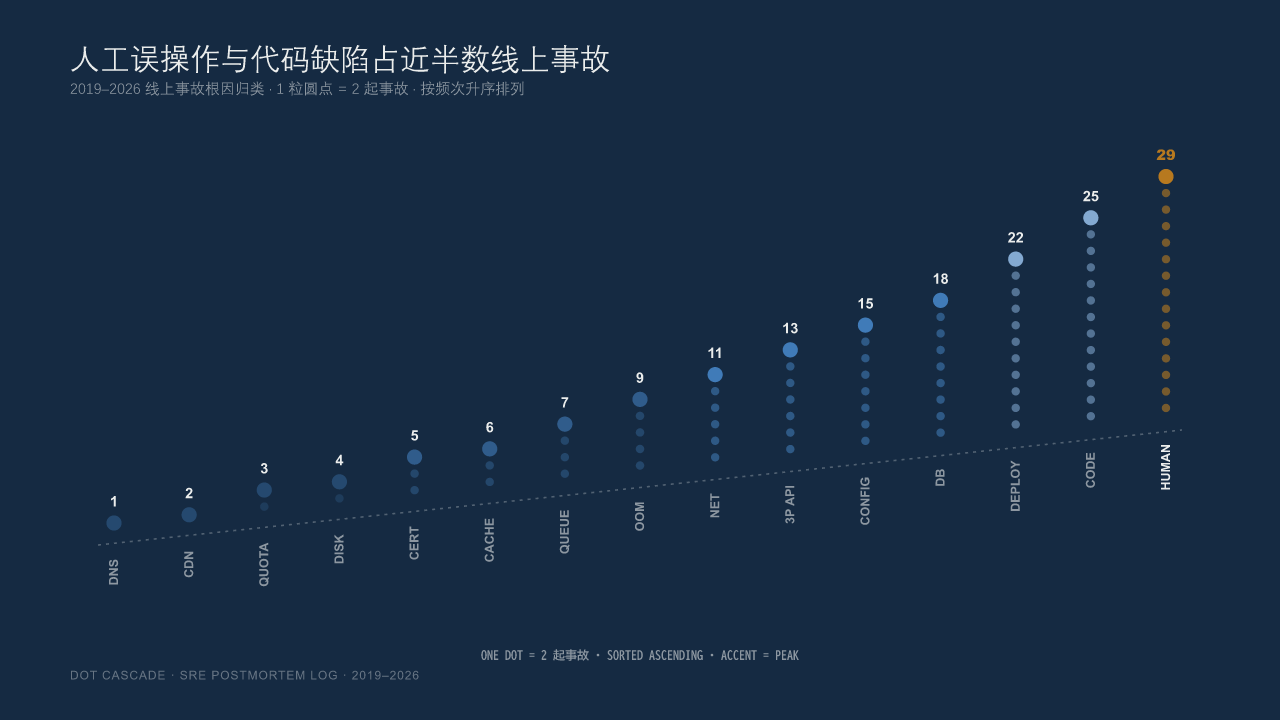 人工误操作与代码缺陷占近半数线上事故
2019–2026 线上事故根因归类 · 1 粒圆点 = 2 起事故 · 按频次升序排列
29
25
22
18
15
13
11
9
7
6
5
4
3
2
1
DNS
CDN
QUOTA
DISK
CERT
CACHE
QUEUE
OOM
NET
3P API
CONFIG
DB
DEPLOY
CODE
HUMAN
ONE DOT = 2 起事故 · SORTED ASCENDING · ACCENT = PEAK
DOT CASCADE · SRE POSTMORTEM LOG · 2019–2026